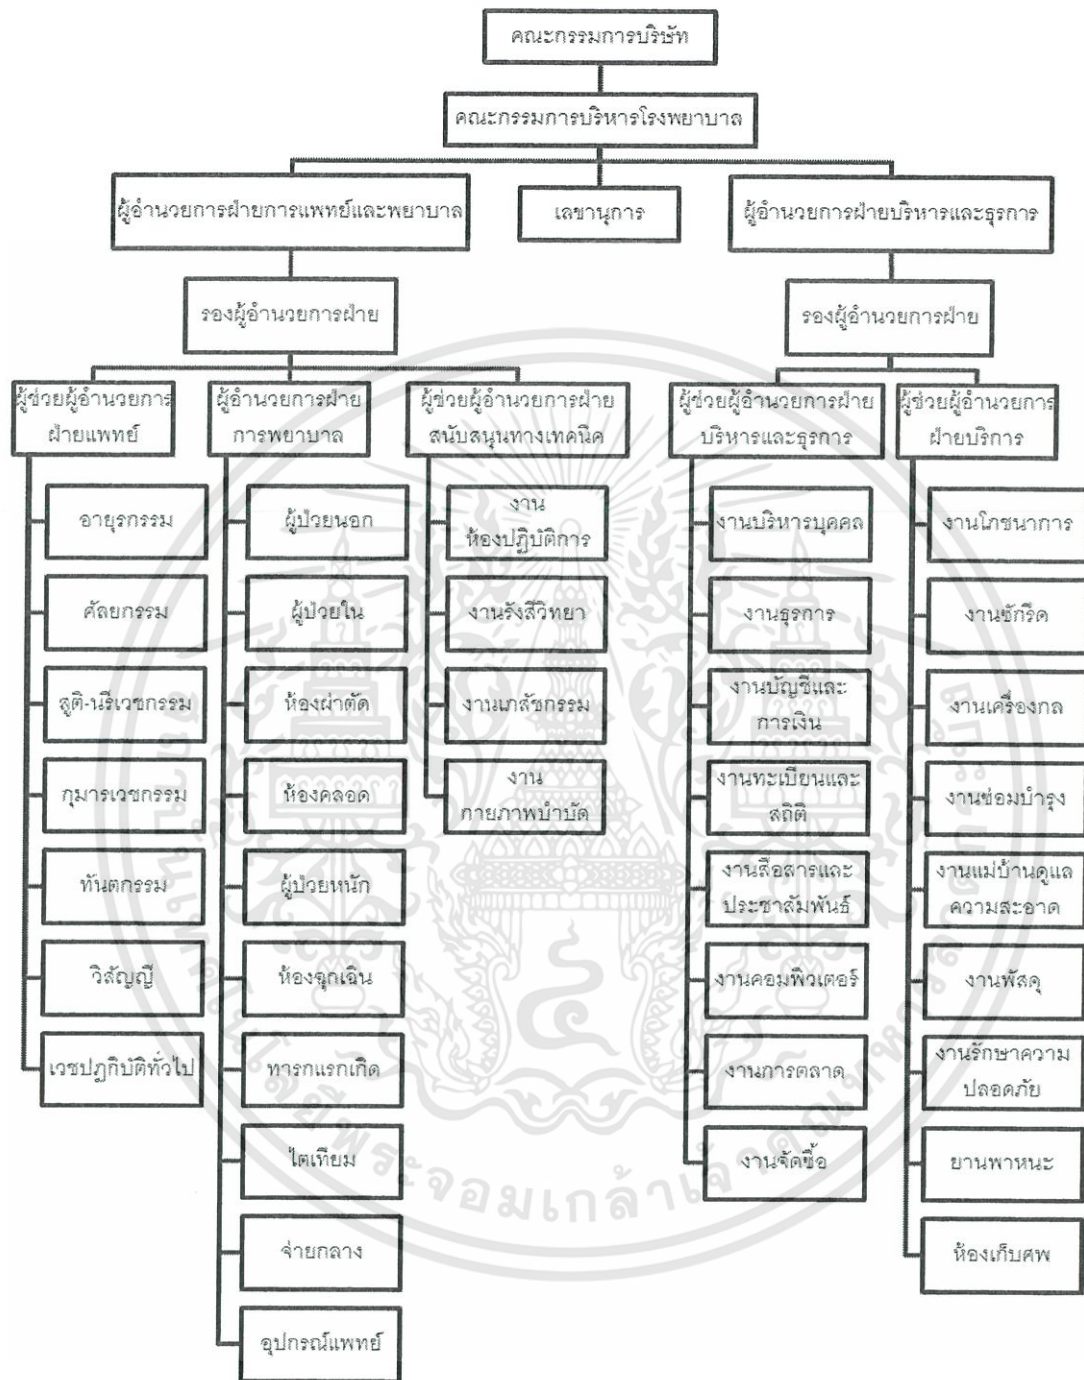 คณะกรรมการบริษัท
คณะกรรมการบริหารโรงพยาบาล
ผู้อำนวยการฝ่ายการแพทย์และพยาบาล
เลขานุการ
ผู้อำนวยการฝ่ายบริหารและธุรการ
รองผู้อำนวยการฝ่าย
รองผู้อำนวยการฝ่าย
ผู้ช่วยผู้อำนวยการ
ฝ่ายแพทย์
อายุรกรรม
ศัลยกรรม
สูติ-นรีเวชกรรม
กุมารเวชกรรม
ทันตกรรม
วิสัญญี
เวชปฏกิบัติทั่วไป
ผู้อำนวยการฝ่าย
การพยาบาล
ผู้ป่วยนอก
ผู้ป่วยใน
ห้องผ่าตัด
ห้องคลอด
ผู้ป่วยหนัก
ห้องฉุกเฉิน
ทารกแรกเกิด
ไตเทียม
จ่ายกลาง
อุปกรณ์แพทย์
ผู้ช่วยผู้อำนวยการฝ่าย
สนับสนุนทางเทคนิค
งาน
ห้องปฏิบัติการ
งานรังสีวิทยา
งานเภสัชกรรม
งาน
กายภาพบำบัด
ผู้ช่วยผู้อำนวยการฝ่าย
บริหารและธุรการ
งานบริหารบุคคล
งานธุรการ
งานบัญชีและ
การเงิน
งานทะเบียนและ
สถิติ
งานสื่อสารและ
ประชาสัมพันธ์
งานคอมพิวเตอร์
งานการตลาด
งานจัดซื้อ
ผู้ช่วยผู้อำนวยการ
ฝ่ายบริการ
งานโภชนาการ
งานซักรีด
งานเครื่องกล
งานซ่อมบำรุง
งานแม่บ้านดูแล
ความสะอาด
งานพัสดุ
งานรักษาความ
ปลอดภัย
ยานพาหนะ
ห้องเก็บศพ